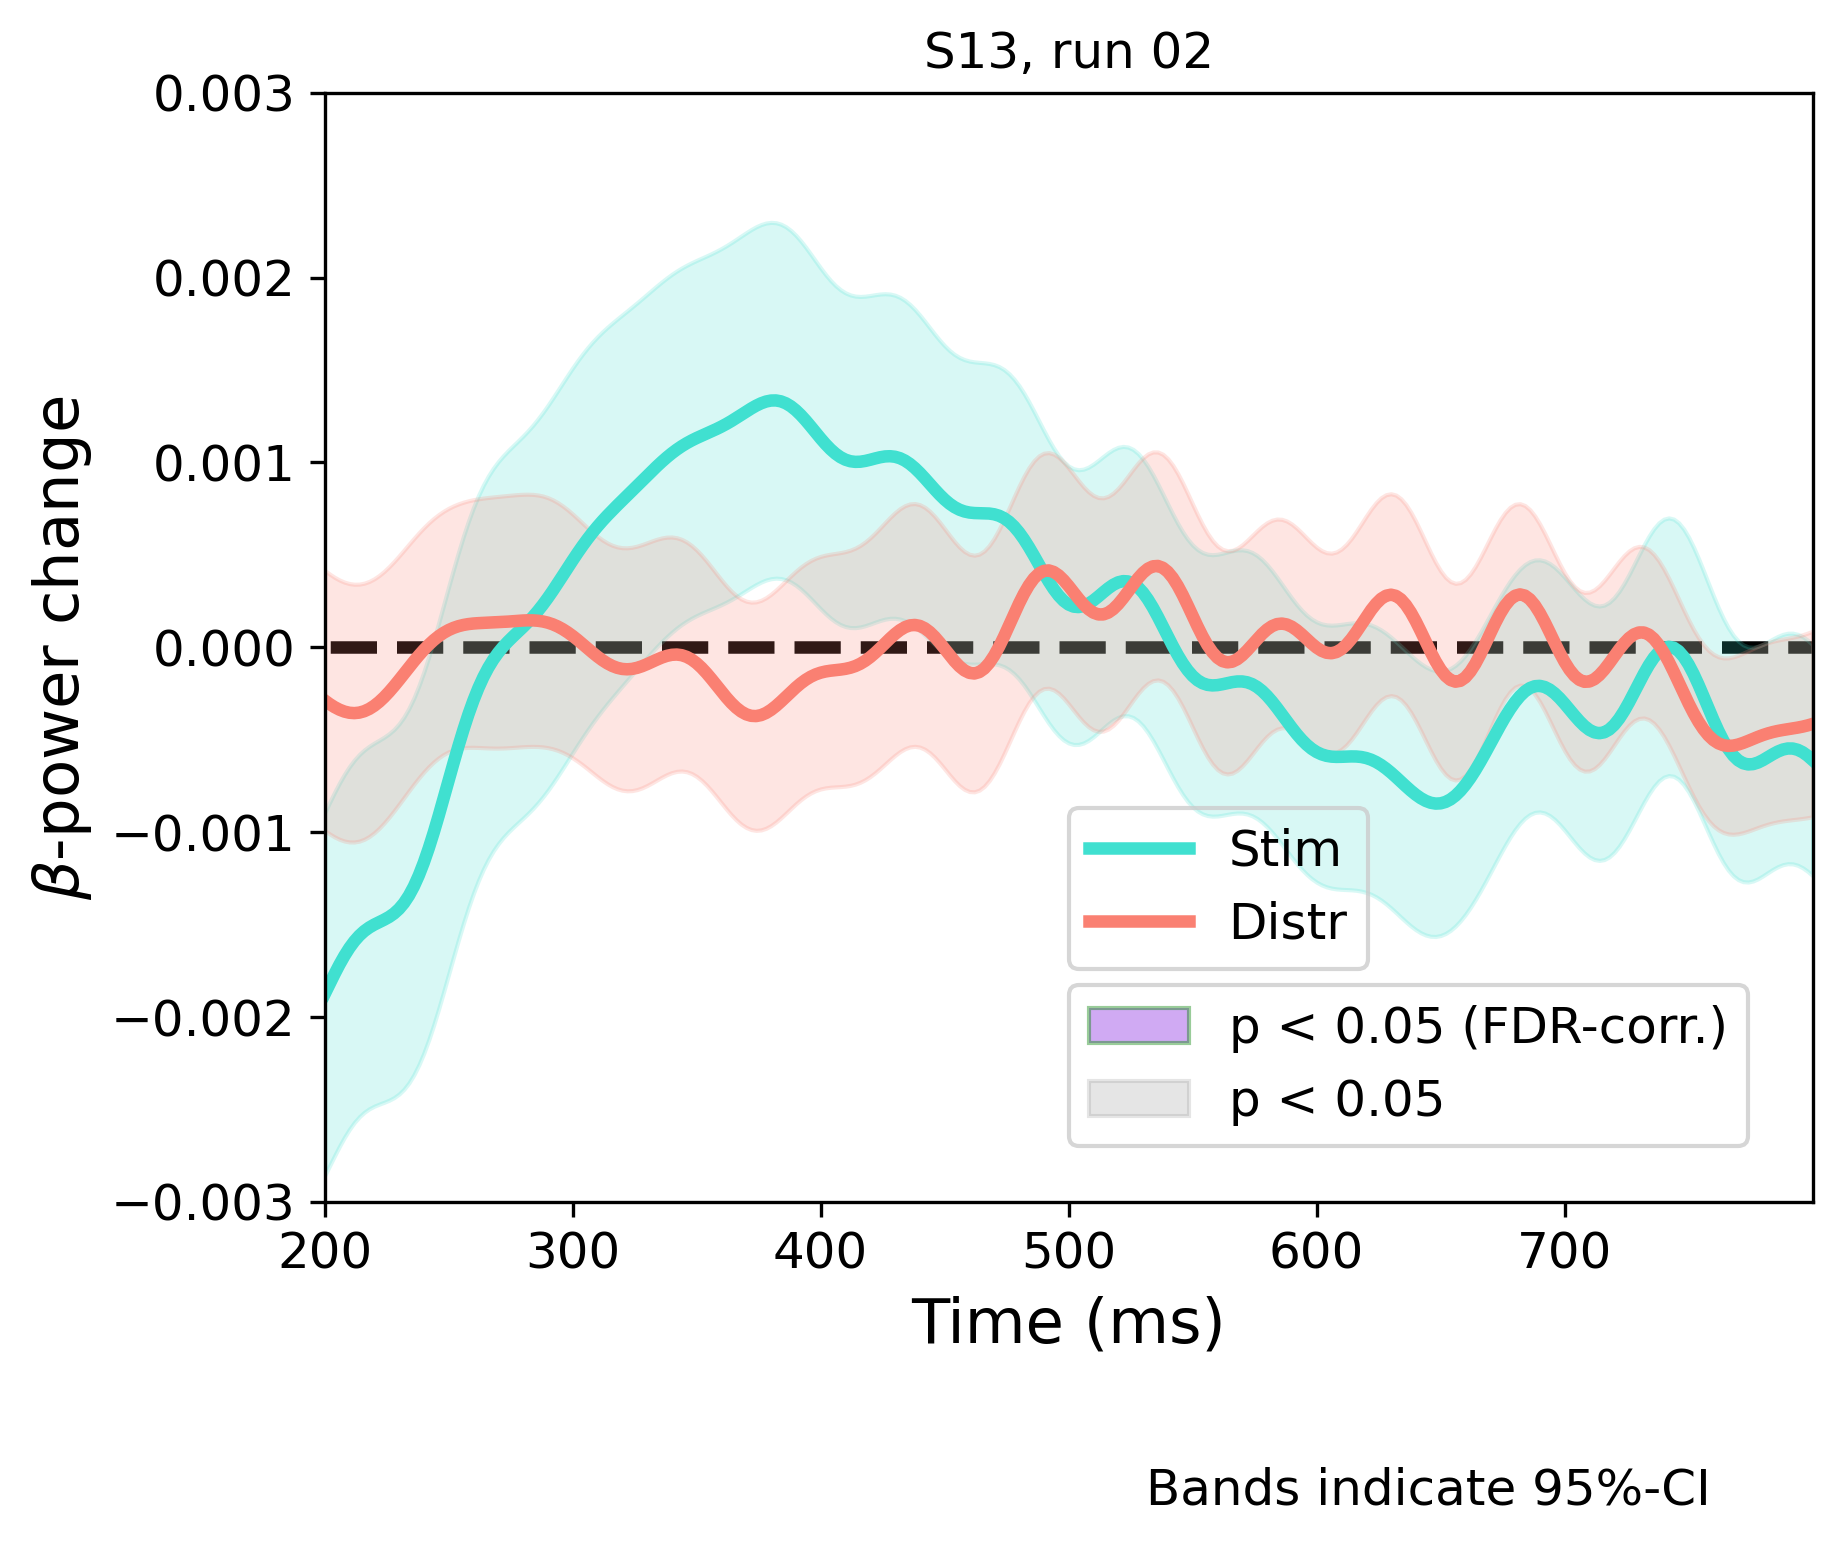 S13, run 02
0.003
0.002
0.001
0.000
−0.001
−0.002
−0.003
β-power change
Stim
Distr
p < 0.05 (FDR-corr.)
p < 0.05
200 300 400 500 600 700
Time (ms)
Bands indicate 95%-CI